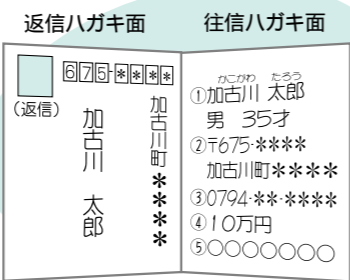 返信ハガキ面
往信ハガキ面
675-****
(返信)
加古川町****
加古川 太郎
かこがわ たろう
①加古川 太郎
男 35才
②〒675-****
加古川町****
③0794-**-****
④10万円
⑤○○○○○○○